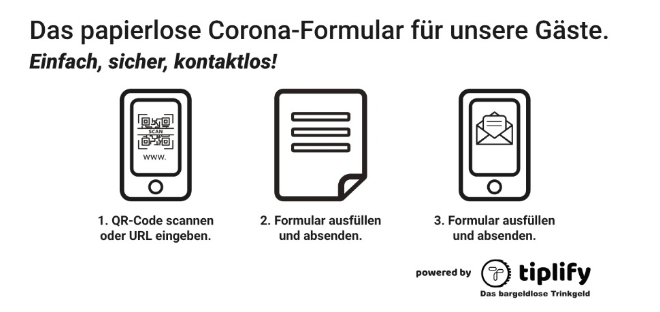 Das papierlose Corona-Formular für unsere Gäste.
Einfach, sicher, kontaktlos!
SCAN
www.
1. QR-Code scannen
oder URL eingeben.
2. Formular ausfüllen
und absenden.
3. Formular ausfüllen
und absenden.
powered by tiplify
Das bargeldlose Trinkgeld